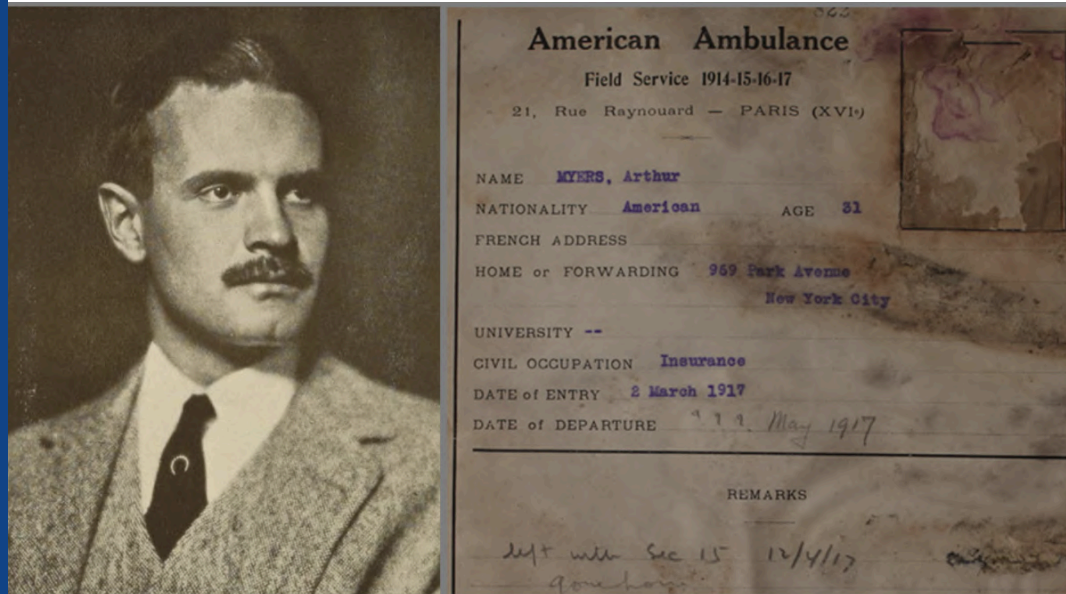 American Ambulance
Field Service 1914-15-16-17
21, Rue Raynouard — PARIS (XVIe)
NAME MYERS, Arthur
NATIONALITY American AGE 31
FRENCH ADDRESS
HOME or FORWARDING 969 Park Avenue
New York City
UNIVERSITY --
CIVIL OCCUPATION Insurance
DATE of ENTRY 2 March 1917
DATE of DEPARTURE May 1917
REMARKS
left with Sec 15 12/4/17
gone home